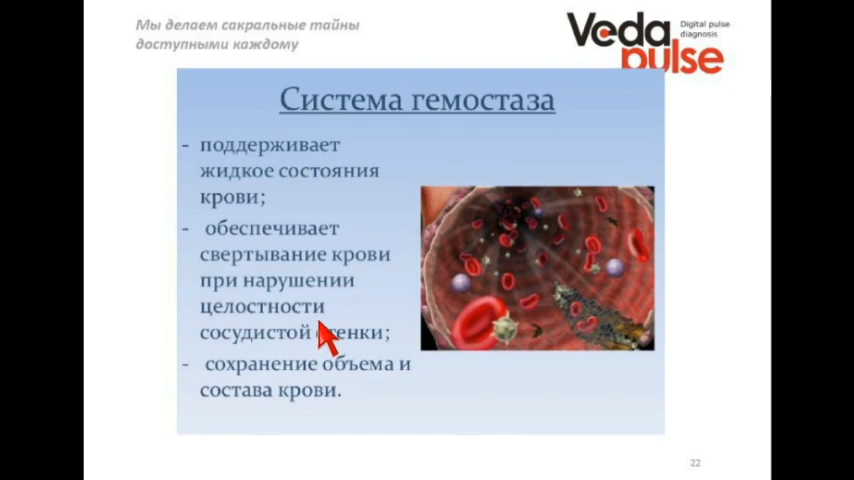 Мы делаем сакральные тайны
доступными каждому
Veda
pulse
Digital pulse
diagnosis
Система гемостаза
- поддерживает
жидкое состояния
крови;
- обеспечивает
свертывание крови
при нарушении
целостности
сосудистой стенки;
- сохранение объема и
состава крови.
22